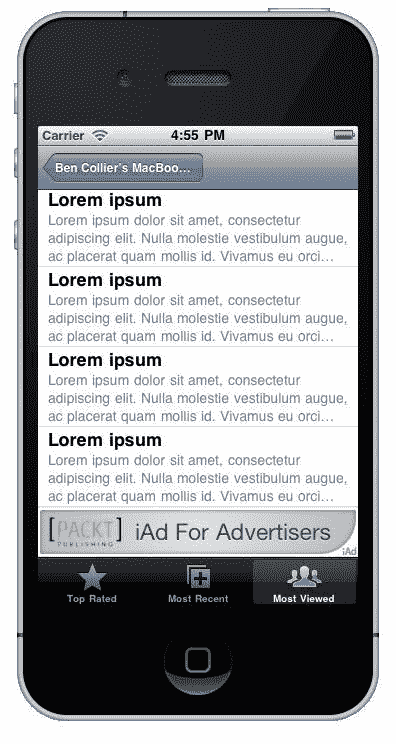 Carrier 4:55 PM
Ben Collier's MacBoo...
Lorem ipsum
Lorem ipsum dolor sit amet, consectetur
adipiscing elit. Nulla molestie vestibulum augue,
ac placerat quam mollis id. Vivamus eu orci...
Lorem ipsum
Lorem ipsum dolor sit amet, consectetur
adipiscing elit. Nulla molestie vestibulum augue,
ac placerat quam mollis id. Vivamus eu orci...
Lorem ipsum
Lorem ipsum dolor sit amet, consectetur
adipiscing elit. Nulla molestie vestibulum augue,
ac placerat quam mollis id. Vivamus eu orci...
Lorem ipsum
Lorem ipsum dolor sit amet, consectetur
adipiscing elit. Nulla molestie vestibulum augue,
ac placerat quam mollis id. Vivamus eu orci...
[PACKT]
PUBLISHING
iAd For Advertisers
iAd
Top Rated Most Recent Most Viewed